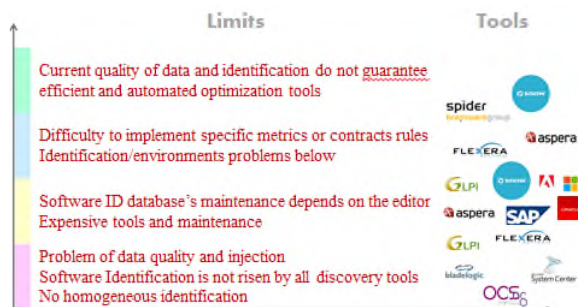 Limits
Tools
Current quality of data and identification do not guarantee
efficient and automated optimization tools
snow
spider
brainwaregroup
Difficulty to implement specific metrics or contracts rules
Identification/environments problems below
aspera
FLEXERA
Software ID database's maintenance depends on the editor
Expensive tools and maintenance
GLPI
snow
aspera
SAP
GLPI
FLEXERA
Problem of data quality and injection
Software Identification is not risen by all discovery tools
No homogeneous identification
bladelogic
System Center
OCS